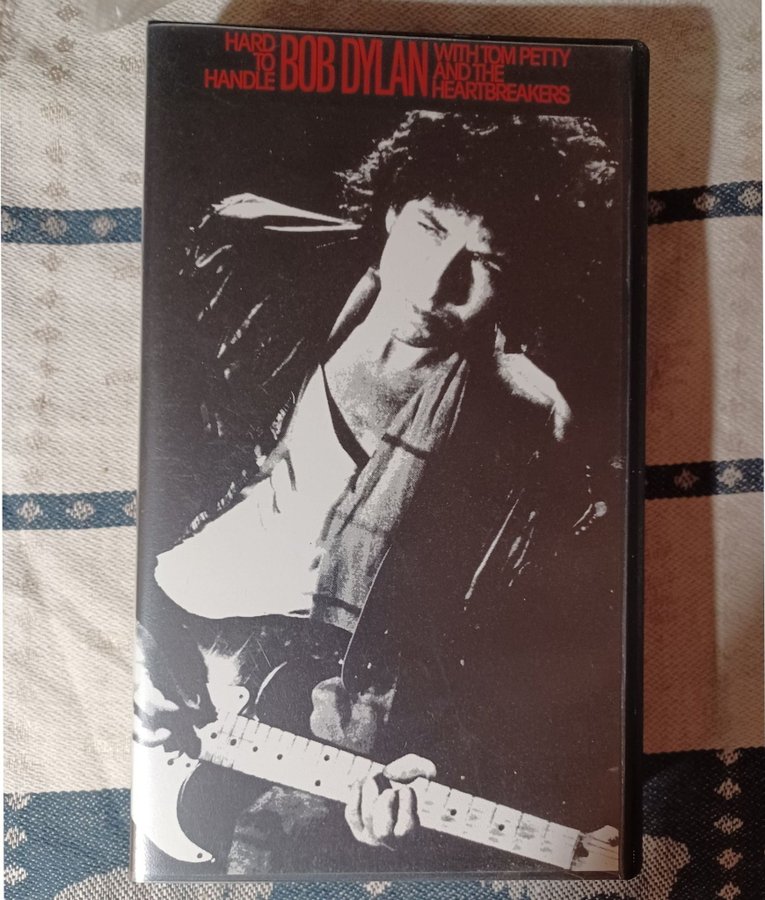 HARD
TO
HANDLE
BOB DYLAN
WITH TOM PETTY
AND THE
HEARTBREAKERS